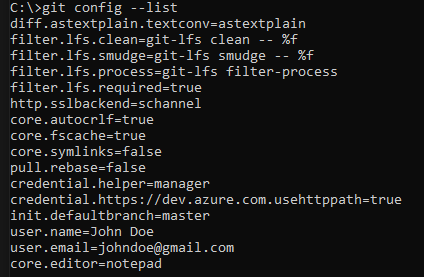 C:\>git config --list
diff.astextplain.textconv=astextplain
filter.lfs.clean=git-lfs clean -- %f
filter.lfs.smudge=git-lfs smudge -- %f
filter.lfs.process=git-lfs filter-process
filter.lfs.required=true
http.sslbackend=schannel
core.autocrlf=true
core.fscache=true
core.symlinks=false
pull.rebase=false
credential.helper=manager
credential.https://dev.azure.com.usehttppath=true
init.defaultbranch=master
user.name=John Doe
user.email=johndoe@gmail.com
core.editor=notepad